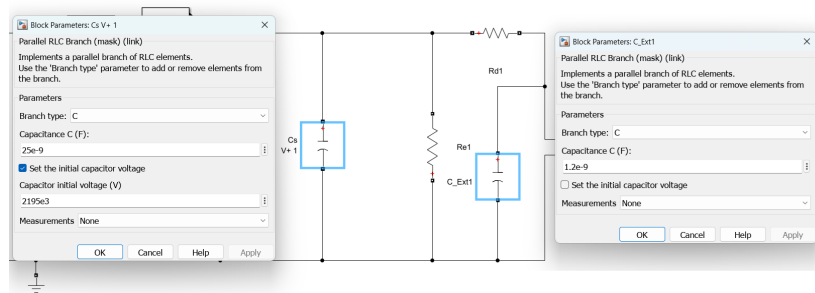 Block Parameters: Cs V+ 1
Parallel RLC Branch (mask) (link)
Implements a parallel branch of RLC elements.
Use the 'Branch type' parameter to add or remove elements from
the branch.
Parameters
Branch type: C
Capacitance C (F):
25e-9
Set the initial capacitor voltage
Capacitor initial voltage (V)
2195e3
Measurements None
OK Cancel Help Apply
Cs
V+ 1
Rd1
Re1
C_Ext1
Block Parameters: C_Ext1
Parallel RLC Branch (mask) (link)
Implements a parallel branch of RLC elements.
Use the 'Branch type' parameter to add or remove elements from
the branch.
Parameters
Branch type: C
Capacitance C (F):
1.2e-9
Set the initial capacitor voltage
Measurements None
OK Cancel Help Apply